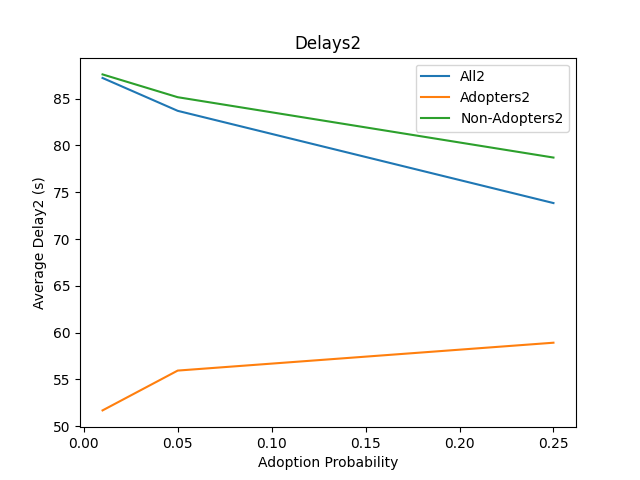 Delays2
All2
Adopters2
Non-Adopters2
Average Delay2 (s)
85
80
75
70
65
60
55
50
0.00 0.05 0.10 0.15 0.20 0.25
Adoption Probability